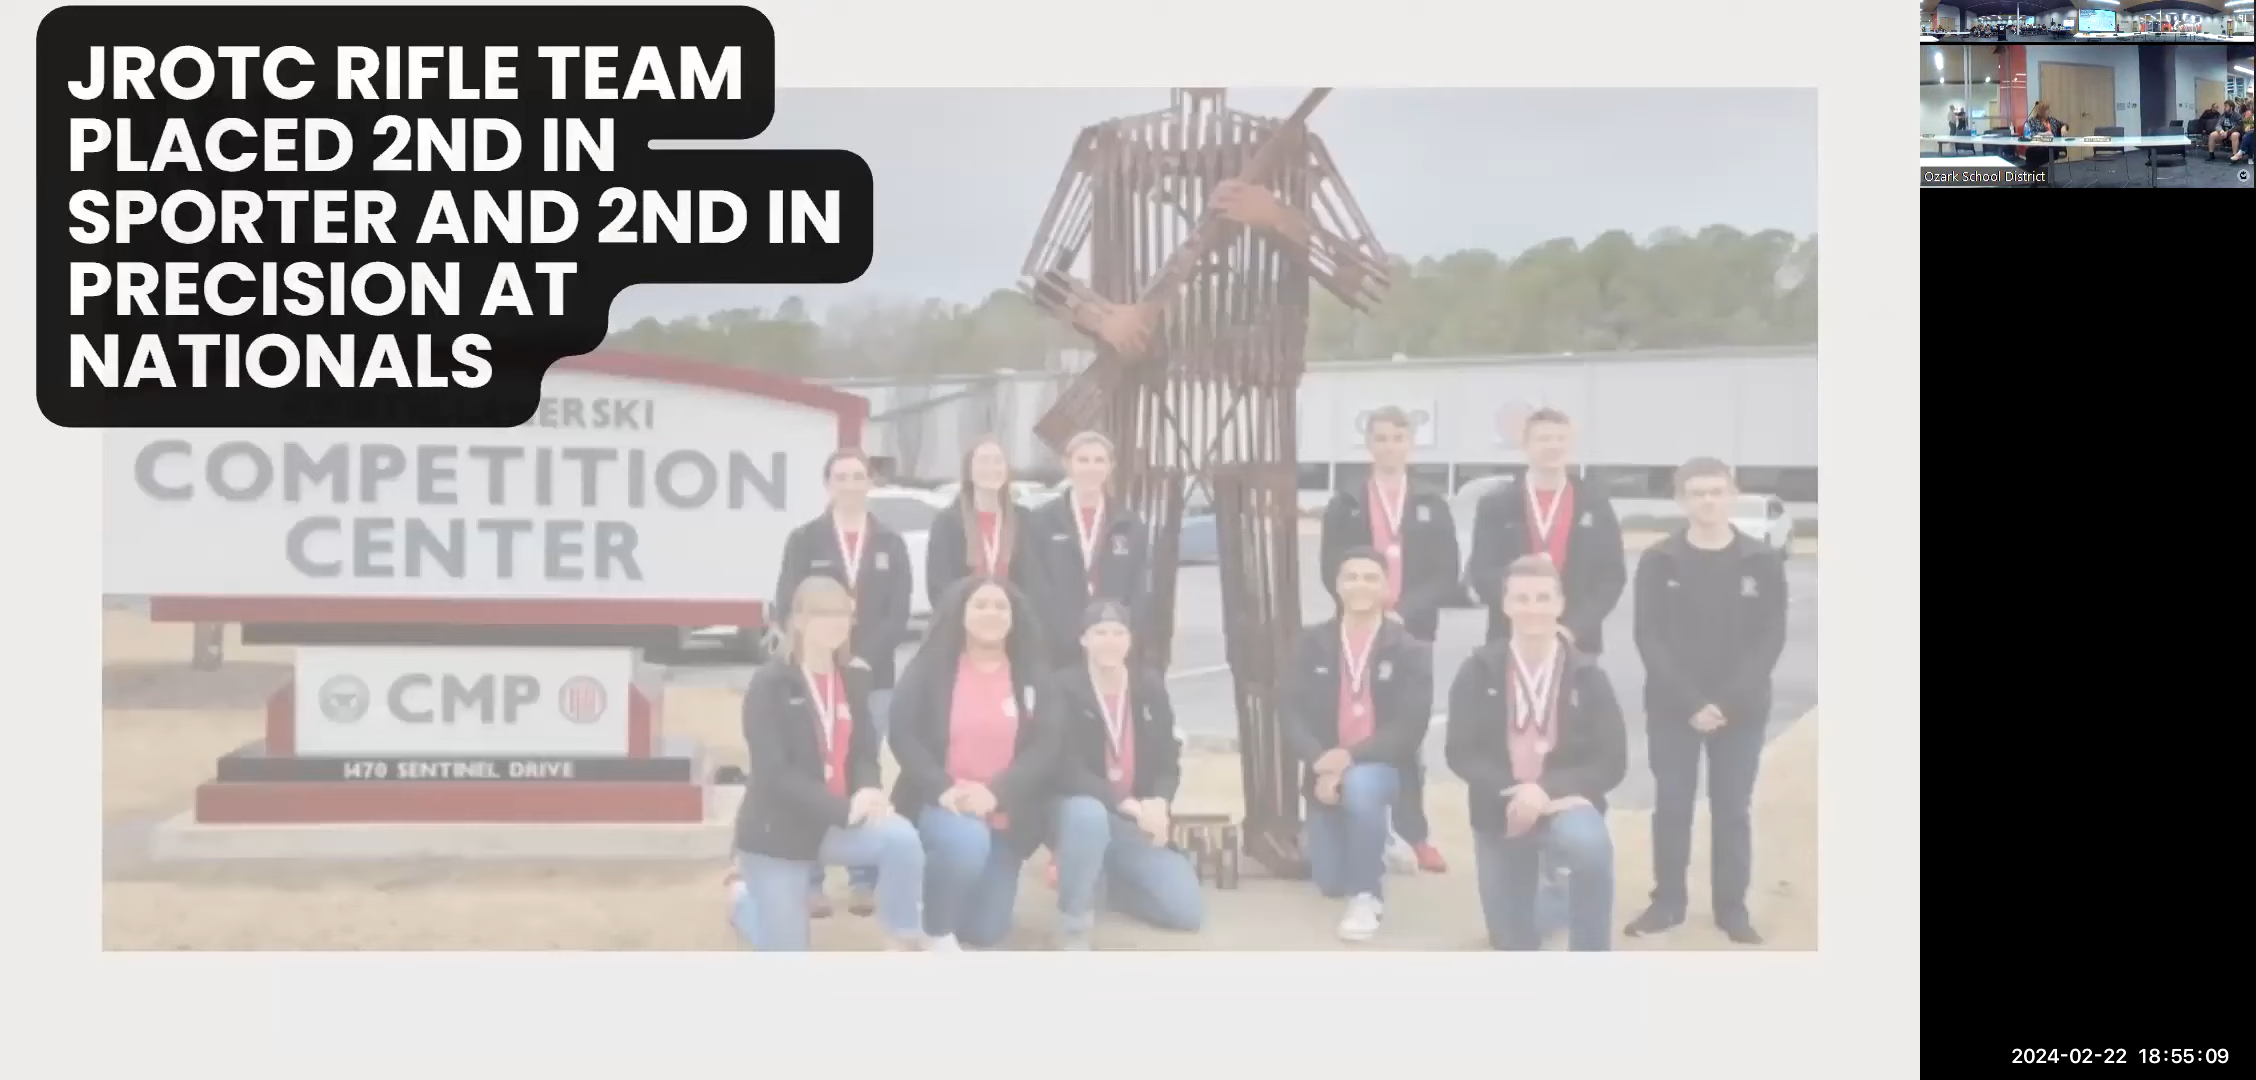 JROTC RIFLE TEAM
PLACED 2ND IN
SPORTER AND 2ND IN
PRECISION AT
NATIONALS
COMPETITION
CENTER
CMP
1470 SENTINEL DRIVE
Ozark School District
2024-02-22 18:55:09